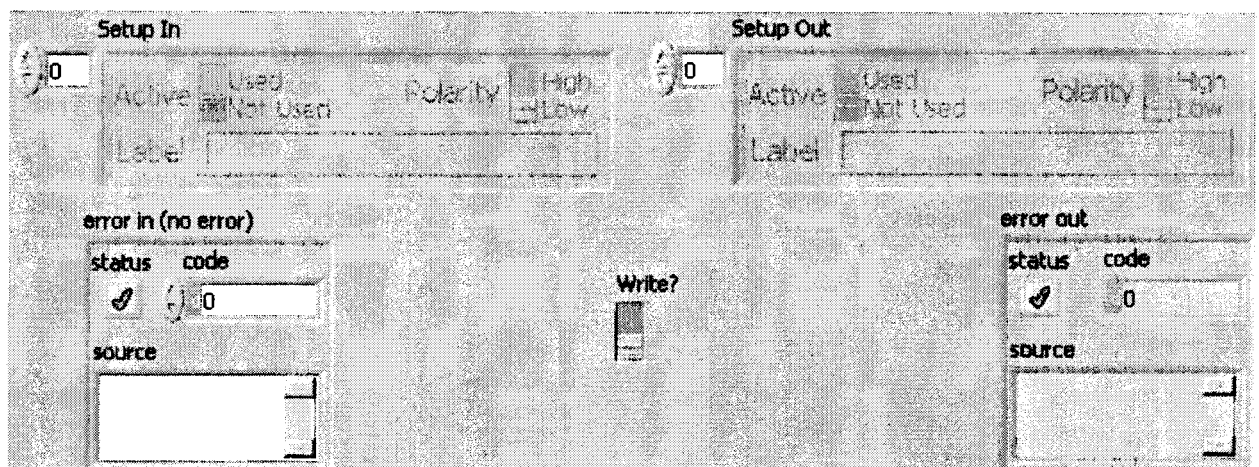 Setup In
Setup Out
0
Active
Used
Not Used
Polarity
High
Low
Label
0
Active
Used
Not Used
Polarity
High
Low
Label
error in (no error)
error out
status code
0
source
Write?
status code
0
source